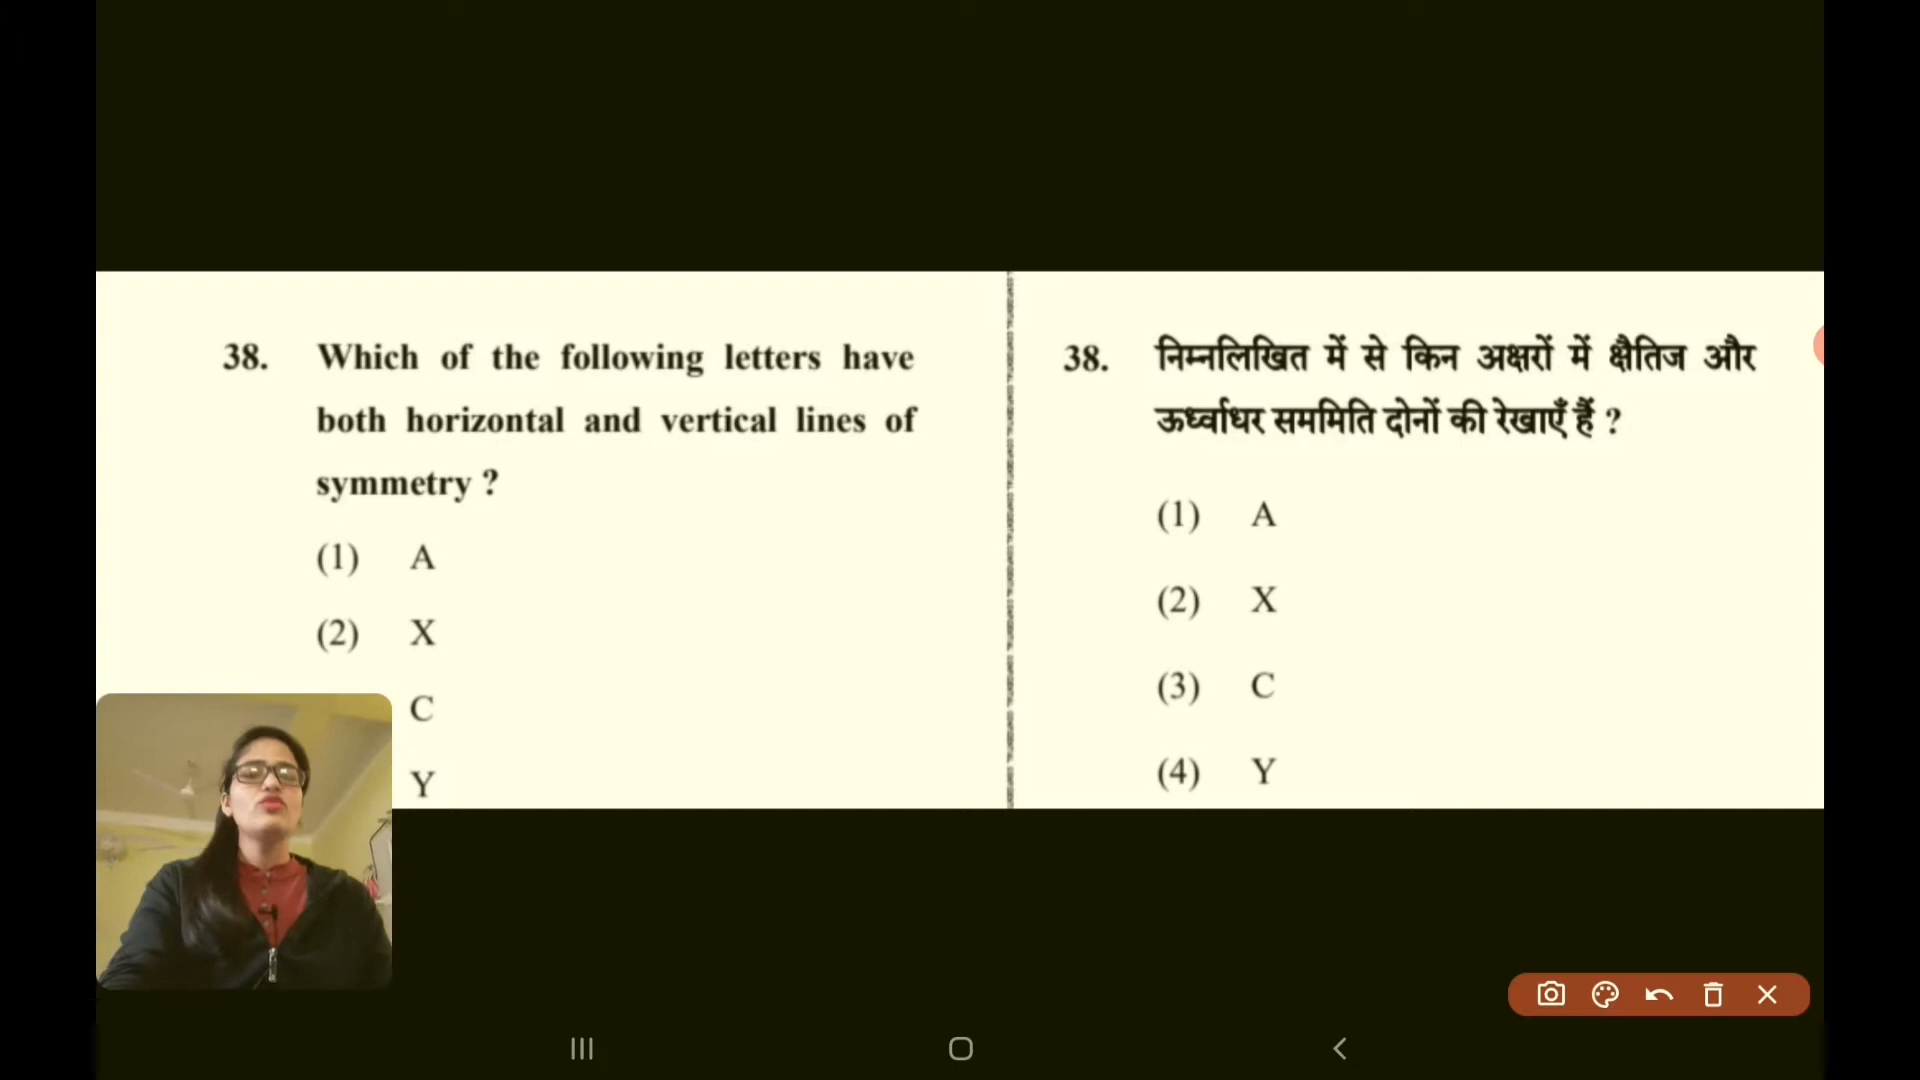 38. Which of the following letters have
both horizontal and vertical lines of
symmetry ?
(1) A
(2) X
C
Y
38. निम्नलिखित में से किन अक्षरों में क्षैतिज और
ऊर्ध्वाधर सममिति दोनों की रेखाएँ हैं ?
(1) A
(2) X
(3) C
(4) Y